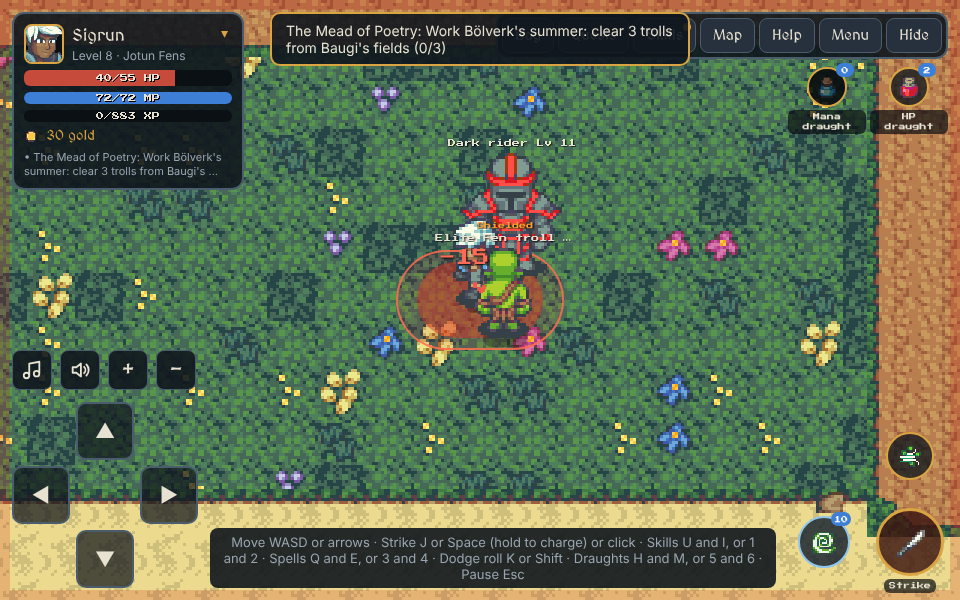 Sigrun
Level 8 · Jotun Fens
40/55 HP
72/72 MP
0/883 XP
30 gold
• The Mead of Poetry: Work Bölverk's
summer: clear 3 trolls from Baugi's ...
The Mead of Poetry: Work Bölverk's summer: clear 3 trolls
from Baugi's fields (0/3)
Map
Help
Menu
Hide
0
Mana
draught
2
HP
draught
Dark rider Lv 11
Shielded
Elite Fen troll ...
-15
+
−
Move WASD or arrows · Strike J or Space (hold to charge) or click · Skills U and I, or 1
and 2 · Spells Q and E, or 3 and 4 · Dodge roll K or Shift · Draughts H and M, or 5 and 6 ·
Pause Esc
10
Strike